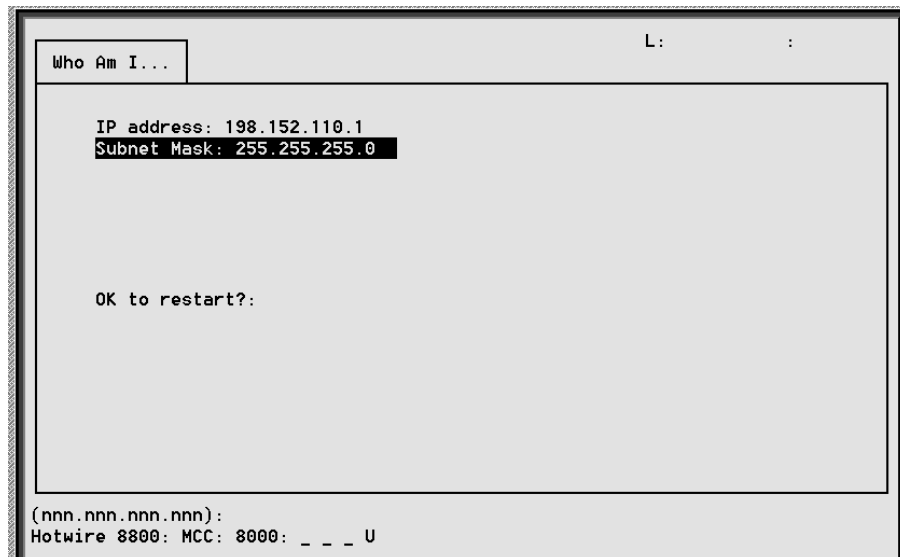 L: :
Who Am I...
IP address: 198.152.110.1
Subnet Mask: 255.255.255.0
OK to restart?:
(nnn.nnn.nnn.nnn):
Hotwire 8800: MCC: 8000: _ _ _ U